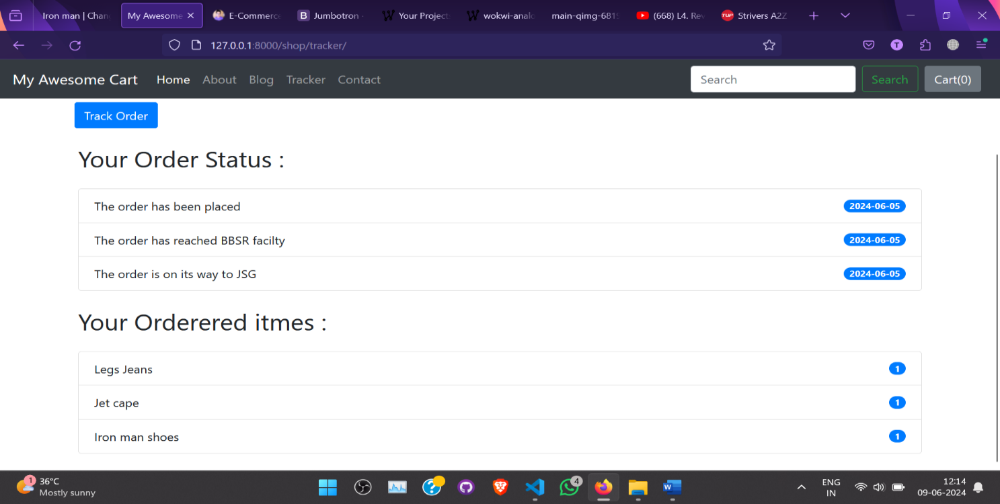 Iron man | Chan
My Awesome
E-Commerce
Jumbotron ·
Your Project
wokwi-analo
main-qimg-6819
(668) L4. Rev
Strivers A2Z
127.0.0.1:8000/shop/tracker/
T
My Awesome Cart Home About Blog Tracker Contact Search Search Cart(0)
Track Order
Your Order Status :
The order has been placed 2024-06-05
The order has reached BBSR facilty 2024-06-05
The order is on its way to JSG 2024-06-05
Your Orderered itmes :
Legs Jeans 1
Jet cape 1
Iron man shoes 1
1
36°C
Mostly sunny
4
ENG
IN
12:14
09-06-2024